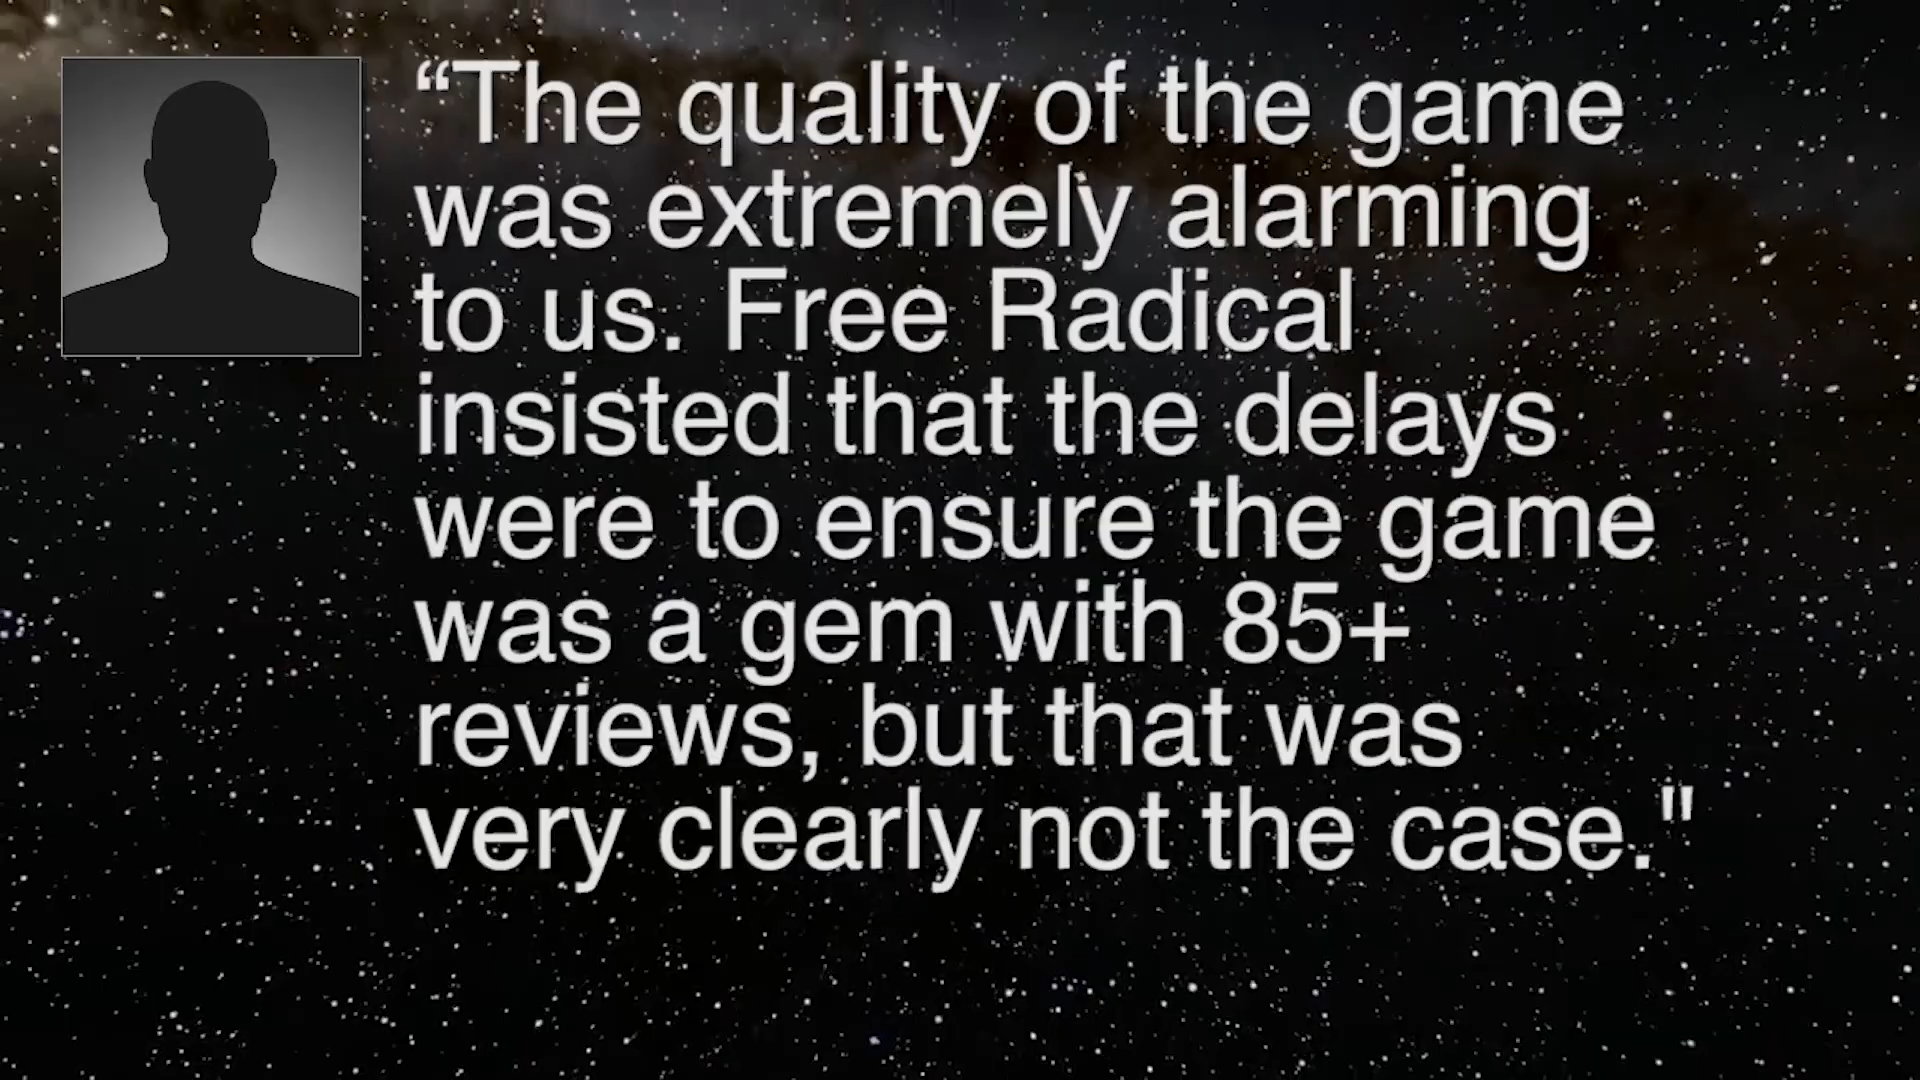 “The quality of the game
was extremely alarming
to us. Free Radical
insisted that the delays
were to ensure the game
was a gem with 85+
reviews, but that was
very clearly not the case."